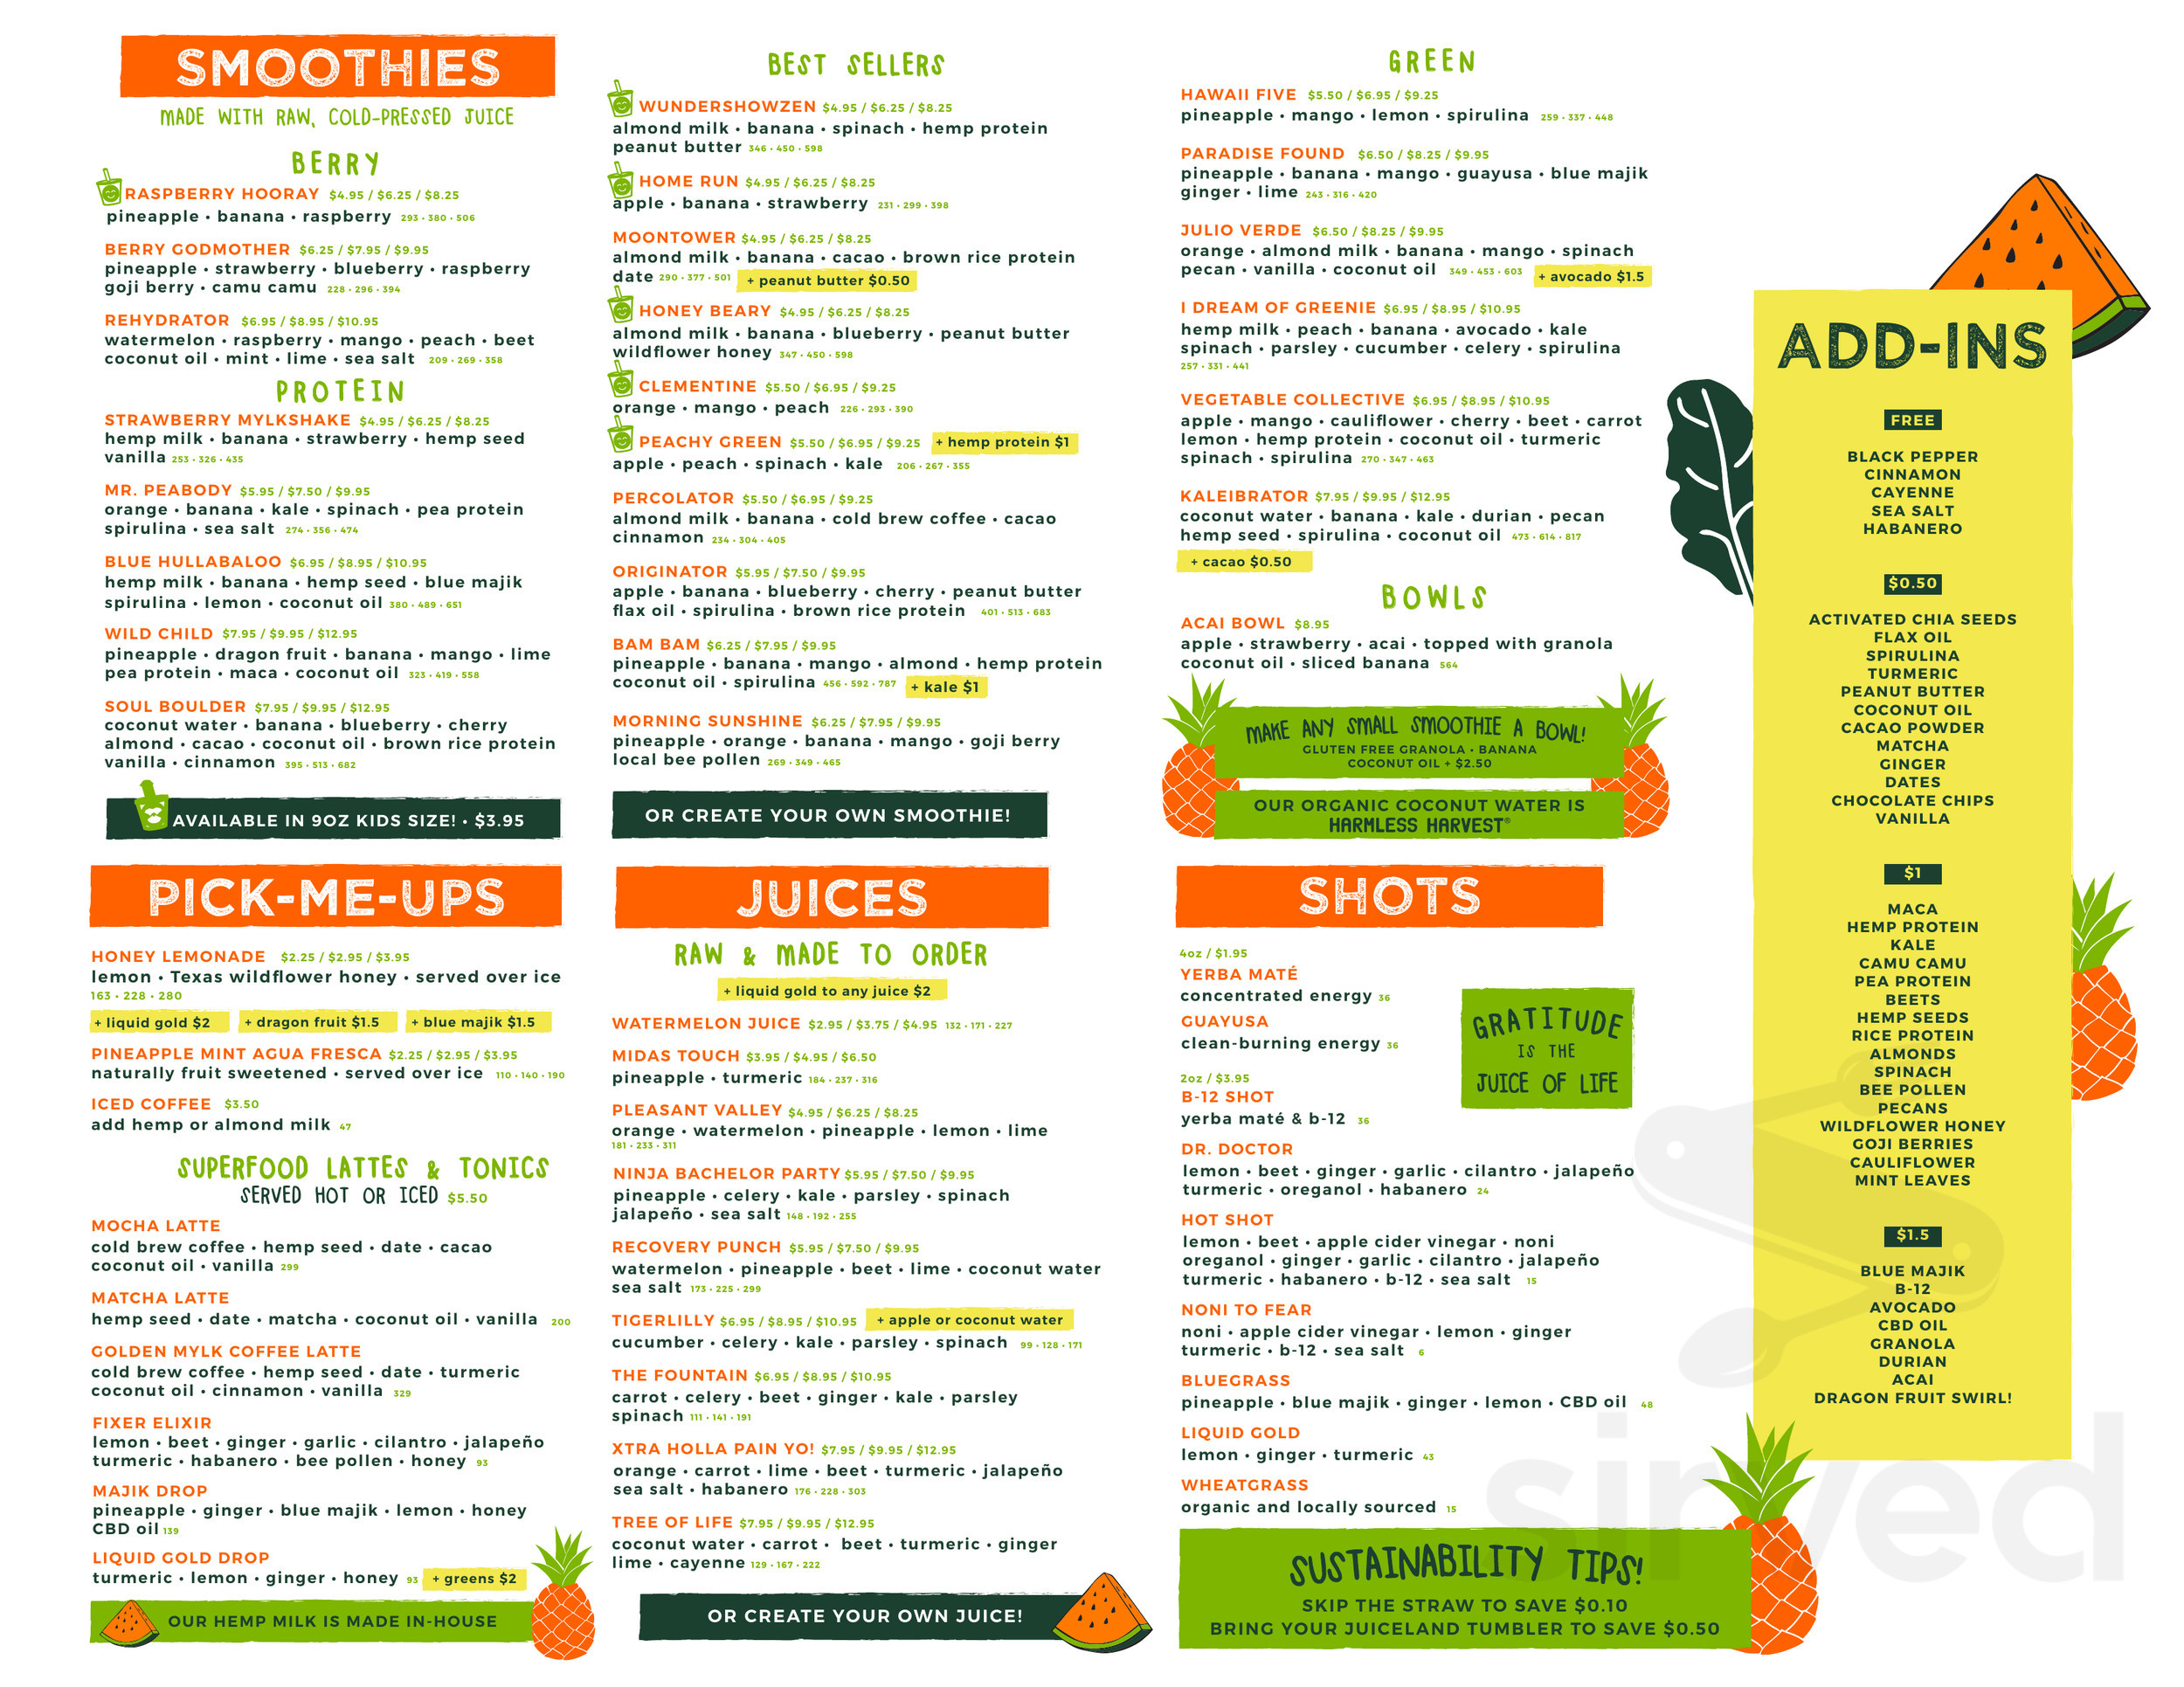 SMOOTHIES
MADE WITH RAW, COLD-PRESSED JUICE
BERRY
RASPBERRY HOORAY $4.95 / $6.25 / $8.25
pineapple • banana • raspberry 293 • 380 • 506
BERRY GODMOTHER $6.25 / $7.95 / $9.95
pineapple • strawberry • blueberry • raspberry
goji berry • camu camu 228 • 296 • 394
REHYDRATOR $6.95 / $8.95 / $10.95
watermelon • raspberry • mango • peach • beet
coconut oil • mint • lime • sea salt 209 • 269 • 358
PROTEIN
STRAWBERRY MYLKSHAKE $4.95 / $6.25 / $8.25
hemp milk • banana • strawberry • hemp seed
vanilla 253 • 326 • 435
MR. PEABODY $5.95 / $7.50 / $9.95
orange • banana • kale • spinach • pea protein
spirulina • sea salt 274 • 356 • 474
BLUE HULLABALOO $6.95 / $8.95 / $10.95
hemp milk • banana • hemp seed • blue majik
spirulina • lemon • coconut oil 380 • 489 • 651
WILD CHILD $7.95 / $9.95 / $12.95
pineapple • dragon fruit • banana • mango • lime
pea protein • maca • coconut oil 323 • 419 • 558
SOUL BOULDER $7.95 / $9.95 / $12.95
coconut water • banana • blueberry • cherry
almond • cacao • coconut oil • brown rice protein
vanilla • cinnamon 395 • 513 • 682
AVAILABLE IN 9OZ KIDS SIZE! • $3.95
BEST SELLERS
WUNDERSHOWZEN $4.95 / $6.25 / $8.25
almond milk • banana • spinach • hemp protein
peanut butter 346 • 450 • 598
HOME RUN $4.95 / $6.25 / $8.25
apple • banana • strawberry 231 • 299 • 398
MOONTOWER $4.95 / $6.25 / $8.25
almond milk • banana • cacao • brown rice protein
date 290 • 377 • 501 + peanut butter $0.50
HONEY BEARY $4.95 / $6.25 / $8.25
almond milk • banana • blueberry • peanut butter
wildflower honey 347 • 450 • 598
CLEMENTINE $5.50 / $6.95 / $9.25
orange • mango • peach 226 • 293 • 390
PEACHY GREEN $5.50 / $6.95 / $9.25 + hemp protein $1
apple • peach • spinach • kale 206 • 267 • 355
PERCOLATOR $5.50 / $6.95 / $9.25
almond milk • banana • cold brew coffee • cacao
cinnamon 234 • 304 • 405
ORIGINATOR $5.95 / $7.50 / $9.95
apple • banana • blueberry • cherry • peanut butter
flax oil • spirulina • brown rice protein 401 • 513 • 683
BAM BAM $6.25 / $7.95 / $9.95
pineapple • banana • mango • almond • hemp protein
coconut oil • spirulina 456 • 592 • 787 + kale $1
MORNING SUNSHINE $6.25 / $7.95 / $9.95
pineapple • orange • banana • mango • goji berry
local bee pollen 269 • 349 • 465
OR CREATE YOUR OWN SMOOTHIE!
GREEN
HAWAII FIVE $5.50 / $6.95 / $9.25
pineapple • mango • lemon • spirulina 259 • 337 • 448
PARADISE FOUND $6.50 / $8.25 / $9.95
pineapple • banana • mango • guayusa • blue majik
ginger • lime 243 • 316 • 420
JULIO VERDE $6.50 / $8.25 / $9.95
orange • almond milk • banana • mango • spinach
pecan • vanilla • coconut oil 349 • 453 • 603 + avocado $1.5
I DREAM OF GREENIE $6.95 / $8.95 / $10.95
hemp milk • peach • banana • avocado • kale
spinach • parsley • cucumber • celery • spirulina
257 • 331 • 441
VEGETABLE COLLECTIVE $6.95 / $8.95 / $10.95
apple • mango • cauliflower • cherry • beet • carrot
lemon • hemp protein • coconut oil • turmeric
spinach • spirulina 270 • 347 • 463
KALEIBRATOR $7.95 / $9.95 / $12.95
coconut water • banana • kale • durian • pecan
hemp seed • spirulina • coconut oil 473 • 614 • 817
+ cacao $0.50
BOWLS
ACAI BOWL $8.95
apple • strawberry • acai • topped with granola
coconut oil • sliced banana 564
MAKE ANY SMALL SMOOTHIE A BOWL!
GLUTEN FREE GRANOLA • BANANA
COCONUT OIL + $2.50
OUR ORGANIC COCONUT WATER IS
HARMLESS HARVEST®
PICK-ME-UPS
HONEY LEMONADE $2.25 / $2.95 / $3.95
lemon • Texas wildflower honey • served over ice
163 • 228 • 280
+ liquid gold $2 + dragon fruit $1.5 + blue majik $1.5
PINEAPPLE MINT AGUA FRESCA $2.25 / $2.95 / $3.95
naturally fruit sweetened • served over ice 110 • 140 • 190
ICED COFFEE $3.50
add hemp or almond milk 47
SUPERFOOD LATTES & TONICS
SERVED HOT OR ICED $5.50
MOCHA LATTE
cold brew coffee • hemp seed • date • cacao
coconut oil • vanilla 299
MATCHA LATTE
hemp seed • date • matcha • coconut oil • vanilla 200
GOLDEN MYLK COFFEE LATTE
cold brew coffee • hemp seed • date • turmeric
coconut oil • cinnamon • vanilla 329
FIXER ELIXIR
lemon • beet • ginger • garlic • cilantro • jalapeño
turmeric • habanero • bee pollen • honey 93
MAJIK DROP
pineapple • ginger • blue majik • lemon • honey
CBD oil 139
LIQUID GOLD DROP
turmeric • lemon • ginger • honey 93 + greens $2
OUR HEMP MILK IS MADE IN-HOUSE
JUICES
RAW & MADE TO ORDER
+ liquid gold to any juice $2
WATERMELON JUICE $2.95 / $3.75 / $4.95 132 • 171 • 227
MIDAS TOUCH $3.95 / $4.95 / $6.50
pineapple • turmeric 184 • 237 • 316
PLEASANT VALLEY $4.95 / $6.25 / $8.25
orange • watermelon • pineapple • lemon • lime
181 • 233 • 311
NINJA BACHELOR PARTY $5.95 / $7.50 / $9.95
pineapple • celery • kale • parsley • spinach
jalapeño • sea salt 148 • 192 • 255
RECOVERY PUNCH $5.95 / $7.50 / $9.95
watermelon • pineapple • beet • lime • coconut water
sea salt 173 • 225 • 299
TIGERLILLY $6.95 / $8.95 / $10.95 + apple or coconut water
cucumber • celery • kale • parsley • spinach 99 • 128 • 171
THE FOUNTAIN $6.95 / $8.95 / $10.95
carrot • celery • beet • ginger • kale • parsley
spinach 111 • 141 • 191
XTRA HOLLA PAIN YO! $7.95 / $9.95 / $12.95
orange • carrot • lime • beet • turmeric • jalapeño
sea salt • habanero 176 • 228 • 303
TREE OF LIFE $7.95 / $9.95 / $12.95
coconut water • carrot • beet • turmeric • ginger
lime • cayenne 129 • 167 • 222
OR CREATE YOUR OWN JUICE!
SHOTS
4oz / $1.95
YERBA MATÉ
concentrated energy 36
GUAYUSA
clean-burning energy 36
2oz / $3.95
B-12 SHOT
yerba maté & b-12 36
DR. DOCTOR
lemon • beet • ginger • garlic • cilantro • jalapeño
turmeric • oreganol • habanero 24
HOT SHOT
lemon • beet • apple cider vinegar • noni
oreganol • ginger • garlic • cilantro • jalapeño
turmeric • habanero • b-12 • sea salt 15
NONI TO FEAR
noni • apple cider vinegar • lemon • ginger
turmeric • b-12 • sea salt 6
BLUEGRASS
pineapple • blue majik • ginger • lemon • CBD oil 48
LIQUID GOLD
lemon • ginger • turmeric 43
WHEATGRASS
organic and locally sourced 15
GRATITUDE
IS THE
JUICE OF LIFE
SUSTAINABILITY TIPS!
SKIP THE STRAW TO SAVE $0.10
BRING YOUR JUICELAND TUMBLER TO SAVE $0.50
ADD-INS
FREE
BLACK PEPPER
CINNAMON
CAYENNE
SEA SALT
HABANERO
$0.50
ACTIVATED CHIA SEEDS
FLAX OIL
SPIRULINA
TURMERIC
PEANUT BUTTER
COCONUT OIL
CACAO POWDER
MATCHA
GINGER
DATES
CHOCOLATE CHIPS
VANILLA
$1
MACA
HEMP PROTEIN
KALE
CAMU CAMU
PEA PROTEIN
BEETS
HEMP SEEDS
RICE PROTEIN
ALMONDS
SPINACH
BEE POLLEN
PECANS
WILDFLOWER HONEY
GOJI BERRIES
CAULIFLOWER
MINT LEAVES
$1.5
BLUE MAJIK
B-12
AVOCADO
CBD OIL
GRANOLA
DURIAN
ACAI
DRAGON FRUIT SWIRL!
sirved